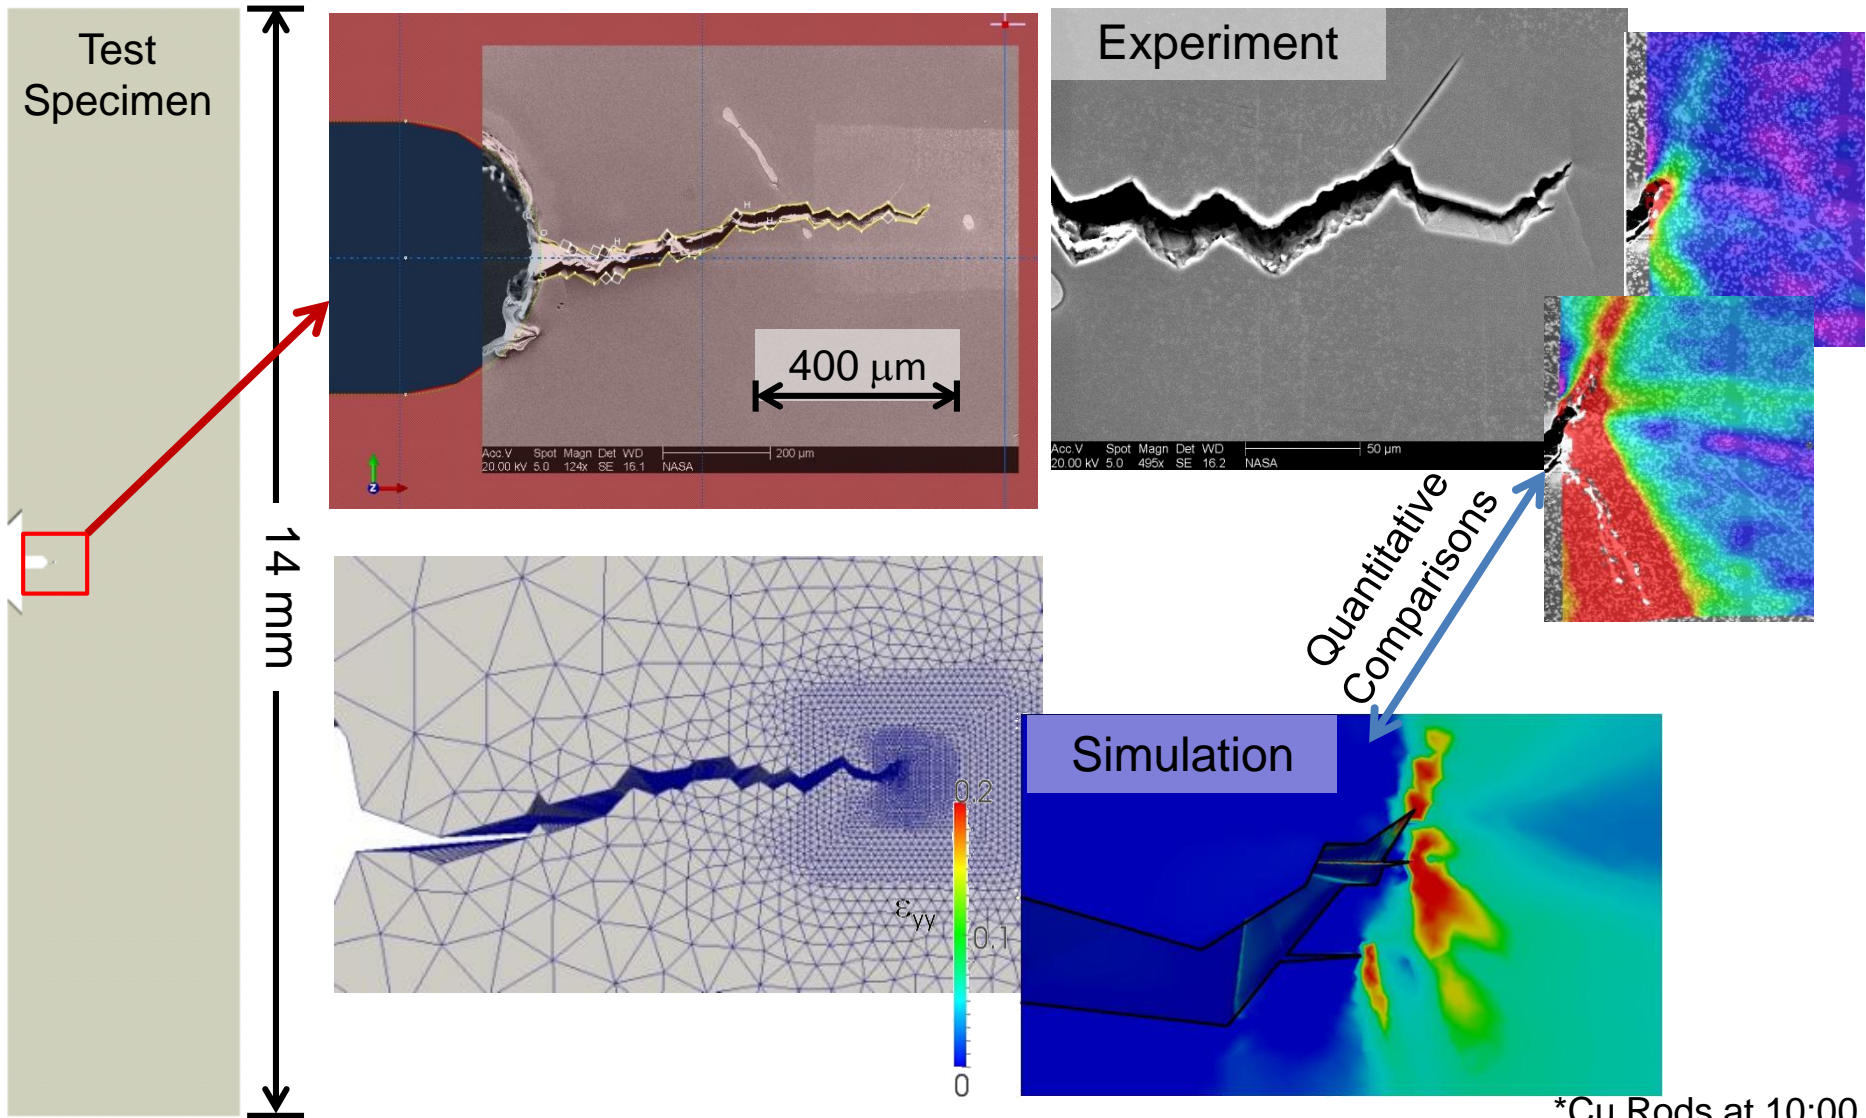 Test
Specimen
14 mm
400 μm
Acc.V Spot Magn Det WD
20.00 kV 5.0 124x SE 16.1 NASA
200 μm
Experiment
Acc.V Spot Magn Det WD
20.00 kV 5.0 495x SE 16.2 NASA
50 μm
Quantitative
Comparisons
Simulation
0.2
εyy
0.1
0
*Cu Rods at 10:00